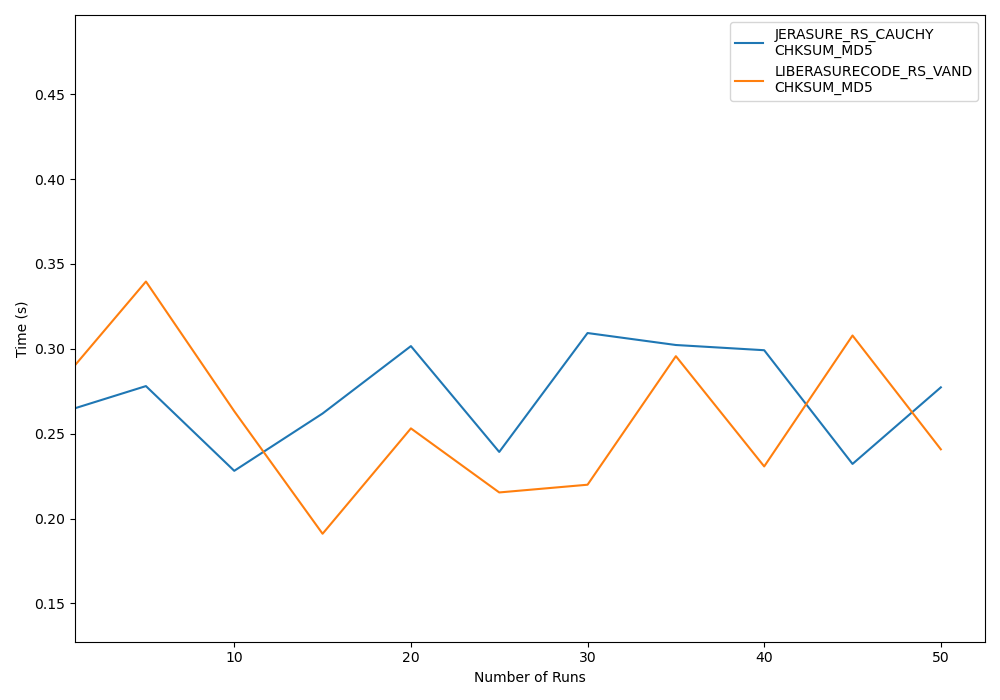 JERASURE_RS_CAUCHY
CHKSUM_MD5
LIBERASURECODE_RS_VAND
CHKSUM_MD5
0.45
0.40
0.35
0.30
0.25
0.20
0.15
Time (s)
10 20 30 40 50
Number of Runs